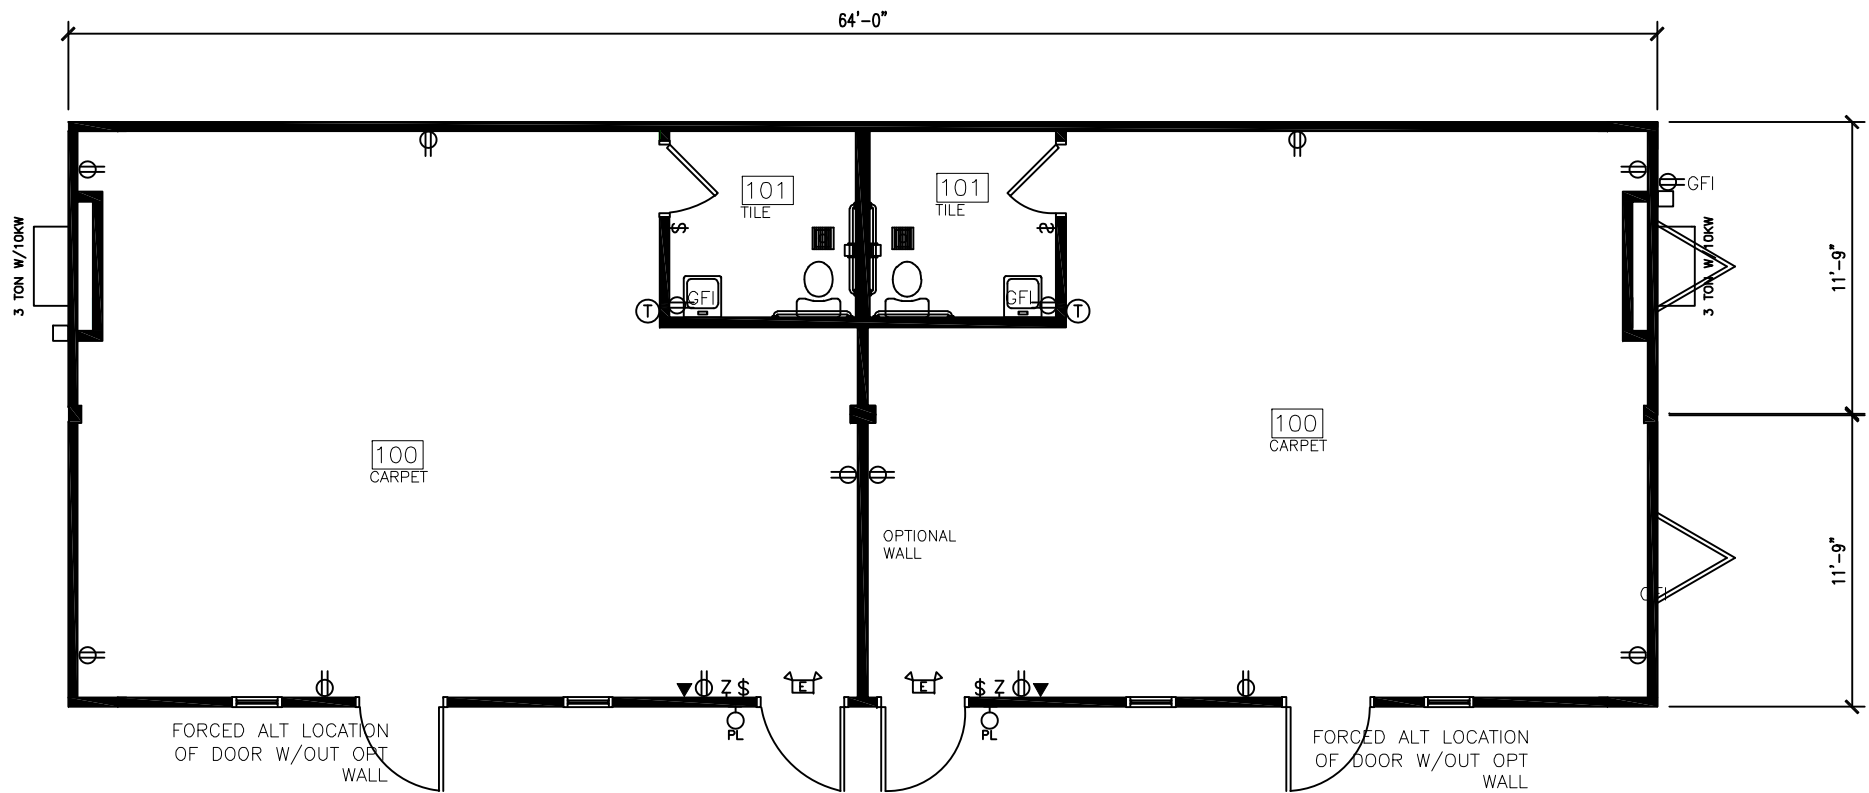 64'-0"
101
TILE
101
TILE
GFI
3 TON W/10KW
3 TON W/10KW
11'-9"
$
$
T
GFI
GFI
T
100
CARPET
100
CARPET
OPTIONAL
WALL
11'-9"
GFI
Z $
E
E
$ Z
PL
PL
FORCED ALT LOCATION
OF DOOR W/OUT OPT
WALL
FORCED ALT LOCATION
OF DOOR W/OUT OPT
WALL